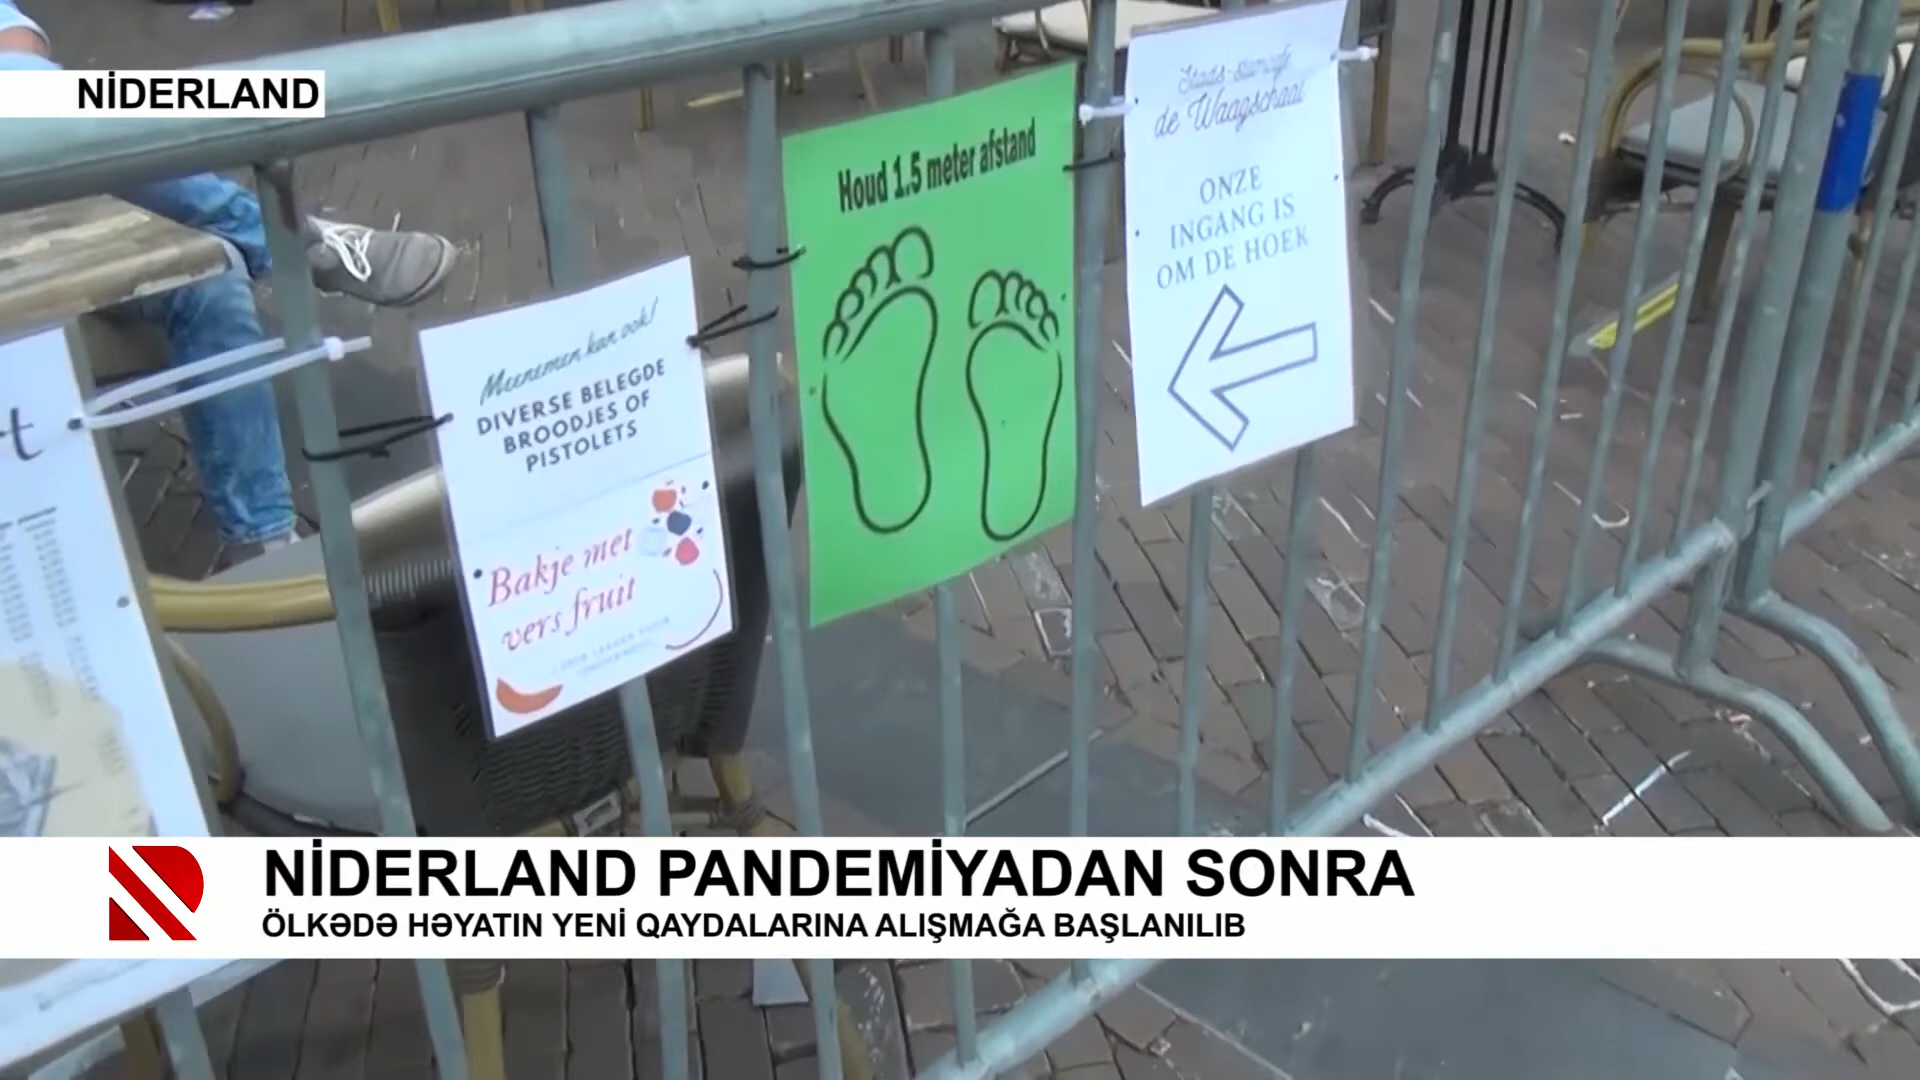 NİDERLAND
Houd 1.5 meter afstand
de Waagschaal
ONZE
INGANG IS
OM DE HOEK
Meenemen kan ook!
DIVERSE BELEGDE
BROODJES OF
PISTOLETS
Bakje met
vers fruit
NİDERLAND PANDEMİYADAN SONRA
ÖLKƏDƏ HƏYATIN YENİ QAYDALARINA ALIŞMAĞA BAŞLANILIB